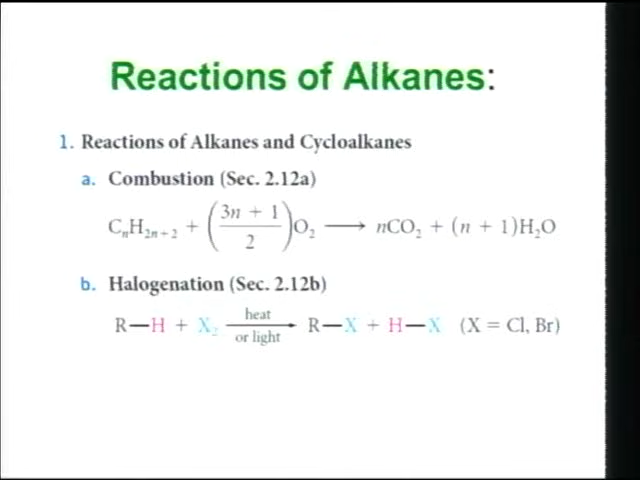 Reactions of Alkanes:
1. Reactions of Alkanes and Cycloalkanes
a. Combustion (Sec. 2.12a)
CₙH₂ₙ₊₂ + (3n + 1 / 2)O₂ ⟶ nCO₂ + (n + 1)H₂O
b. Halogenation (Sec. 2.12b)
R—H + X₂ heat or light ⟶ R—X + H—X (X = Cl, Br)